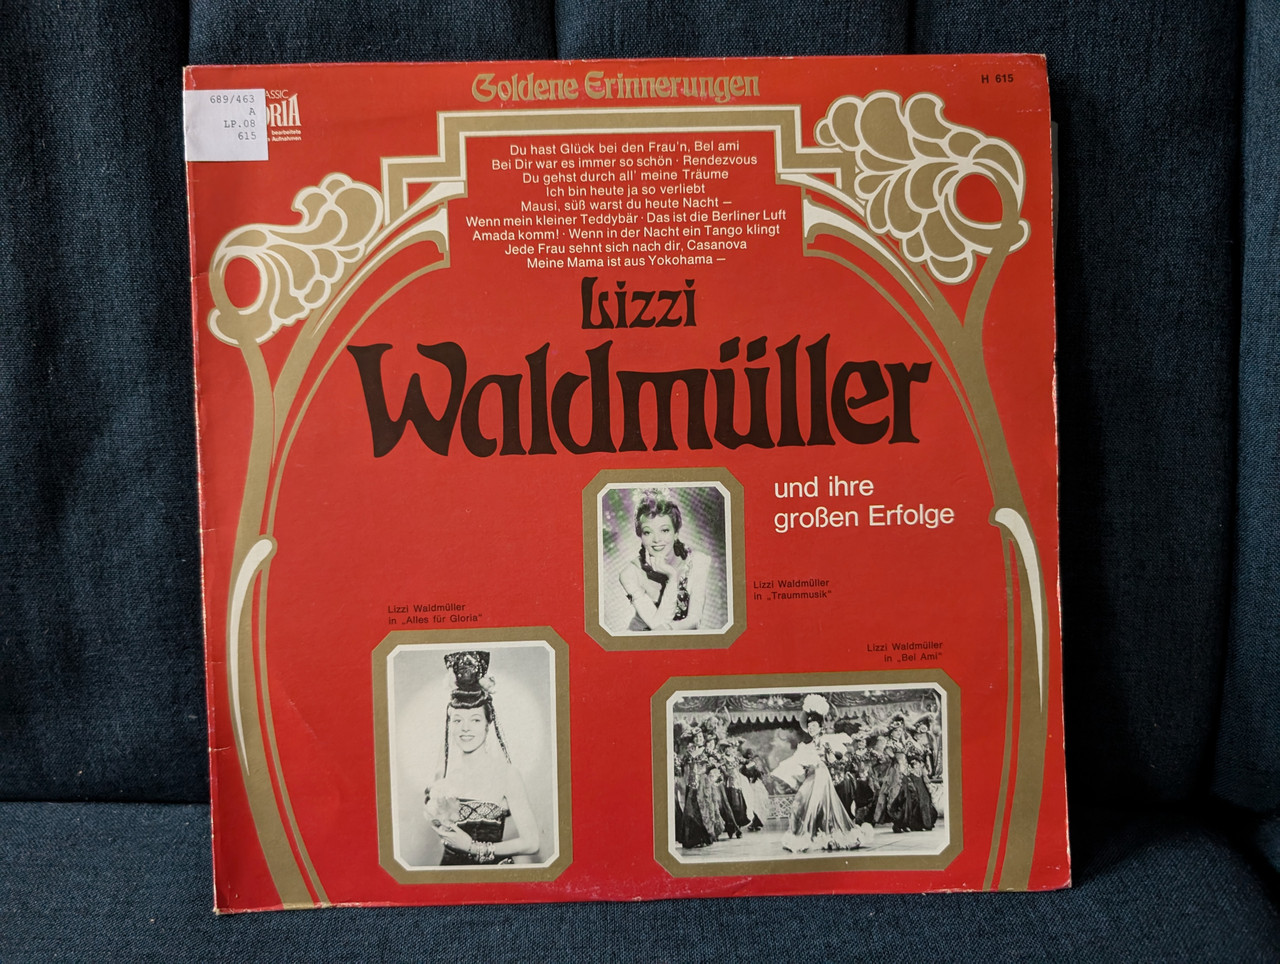 Goldene Erinnerungen
H 615
689/463
A
LP.08
615
bearbeitete
Aufnahmen
Du hast Glück bei den Frau'n, Bel ami
Bei Dir war es immer so schön · Rendezvous
Du gehst durch all' meine Träume
Ich bin heute ja so verliebt
Mausi, süß warst du heute Nacht –
Wenn mein kleiner Teddybär · Das ist die Berliner Luft
Amada komm! · Wenn in der Nacht ein Tango klingt
Jede Frau sehnt sich nach dir, Casanova
Meine Mama ist aus Yokohama –
Lizzi
Waldmüller
und ihre
großen Erfolge
Lizzi Waldmüller
in „Traummusik"
Lizzi Waldmüller
in „Alles für Gloria"
Lizzi Waldmüller
in „Bel Ami"